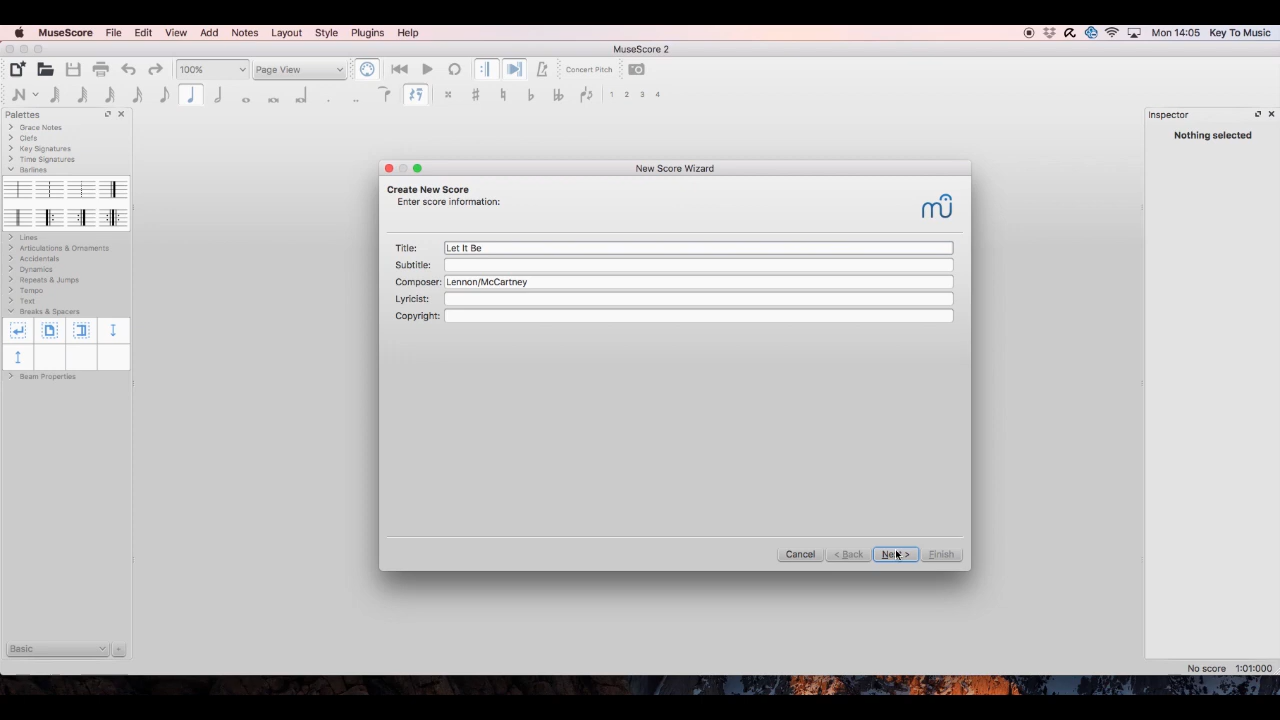 MuseScore File Edit View Add Notes Layout Style Plugins Help Mon 14:05 Key To Music
MuseScore 2
100% Page View Concert Pitch
1 2 3 4
Palettes
Grace Notes
Clefs
Key Signatures
Time Signatures
Barlines
Lines
Articulations & Ornaments
Accidentals
Dynamics
Repeats & Jumps
Tempo
Text
Breaks & Spacers
Beam Properties
Basic +
New Score Wizard
Create New Score
Enter score information:
mu
Title: Let It Be
Subtitle:
Composer: Lennon/McCartney
Lyricist:
Copyright:
Cancel < Back Next > Finish
Inspector
Nothing selected
No score 1:01:000